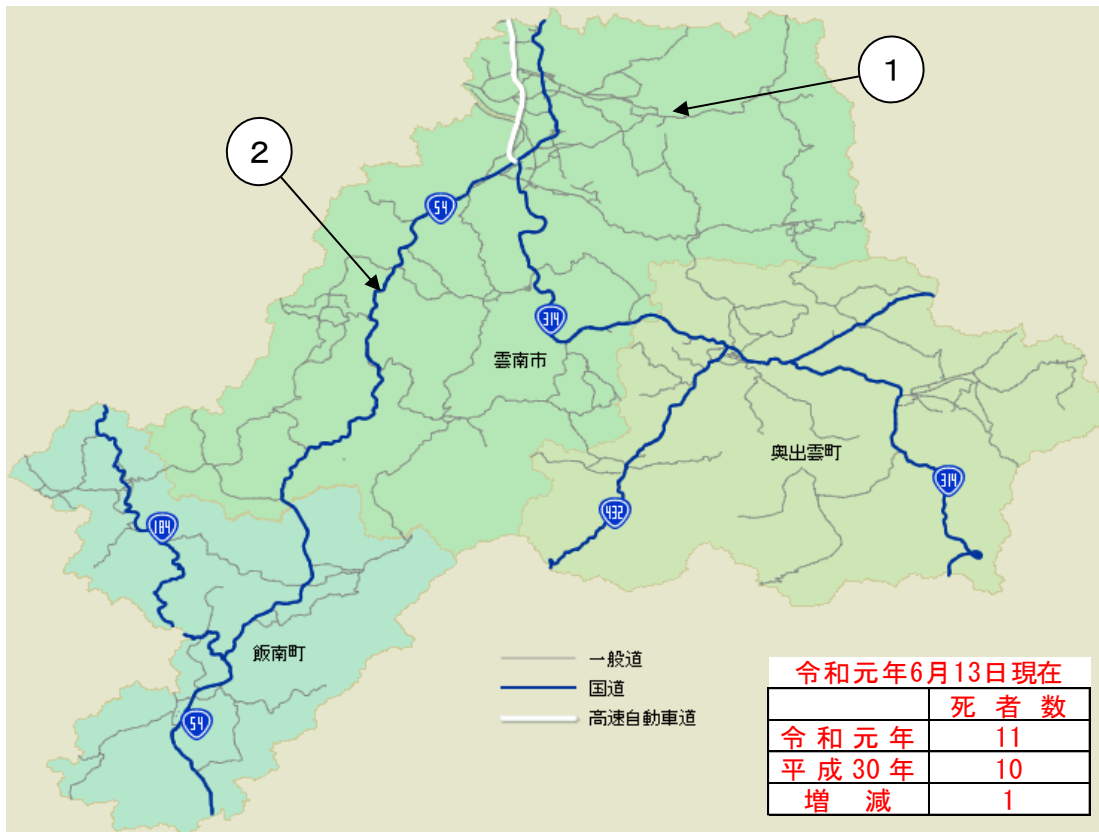 1
2
54
314
雲南市
奥出雲町
314
432
184
飯南町
54
一般道
国道
高速自動車道
令和元年6月13日現在
死者数
令和元年 11
平成30年 10
増減 1